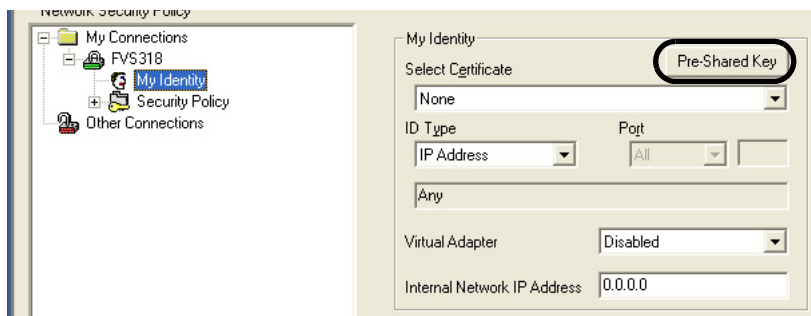 Network Security Policy
My Connections
FVS318
My Identity
Security Policy
Other Connections
My Identity
Pre-Shared Key
Select Certificate
None
ID Type
Port
IP Address
All
Any
Virtual Adapter
Disabled
Internal Network IP Address
0.0.0.0